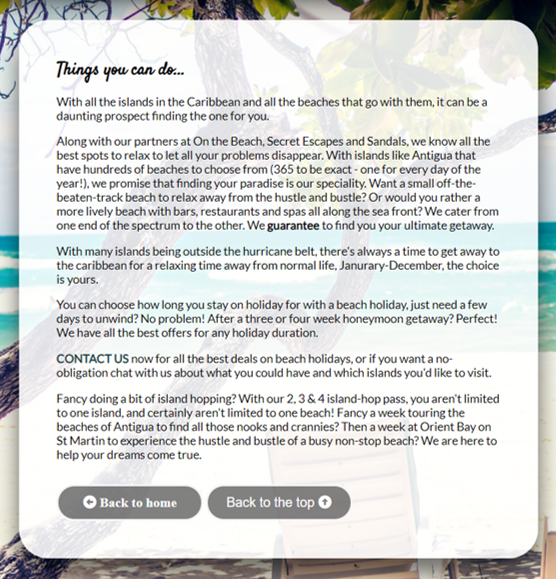 Things you can do...
With all the islands in the Caribbean and all the beaches that go with them, it can be a
daunting prospect finding the one for you.
Along with our partners at On the Beach, Secret Escapes and Sandals, we know all the
best spots to relax to let all your problems disappear. With islands like Antigua that
have hundreds of beaches to choose from (365 to be exact - one for every day of the
year!), we promise that finding your paradise is our speciality. Want a small off-the-
beaten-track beach to relax away from the hustle and bustle? Or would you rather a
more lively beach with bars, restaurants and spas all along the sea front? We cater from
one end of the spectrum to the other. We guarantee to find you your ultimate getaway.
With many islands being outside the hurricane belt, there's always a time to get away to
the caribbean for a relaxing time away from normal life, Janurary-December, the choice
is yours.
You can choose how long you stay on holiday for with a beach holiday, just need a few
days to unwind? No problem! After a three or four week honeymoon getaway? Perfect!
We have all the best offers for any holiday duration.
CONTACT US now for all the best deals on beach holidays, or if you want a no-
obligation chat with us about what you could have and which islands you'd like to visit.
Fancy doing a bit of island hopping? With our 2, 3 & 4 island-hop pass, you aren't limited
to one island, and certainly aren't limited to one beach! Fancy a week touring the
beaches of Antigua to find all those nooks and crannies? Then a week at Orient Bay on
St Martin to experience the hustle and bustle of a busy non-stop beach? We are here to
help your dreams come true.
Back to home
Back to the top